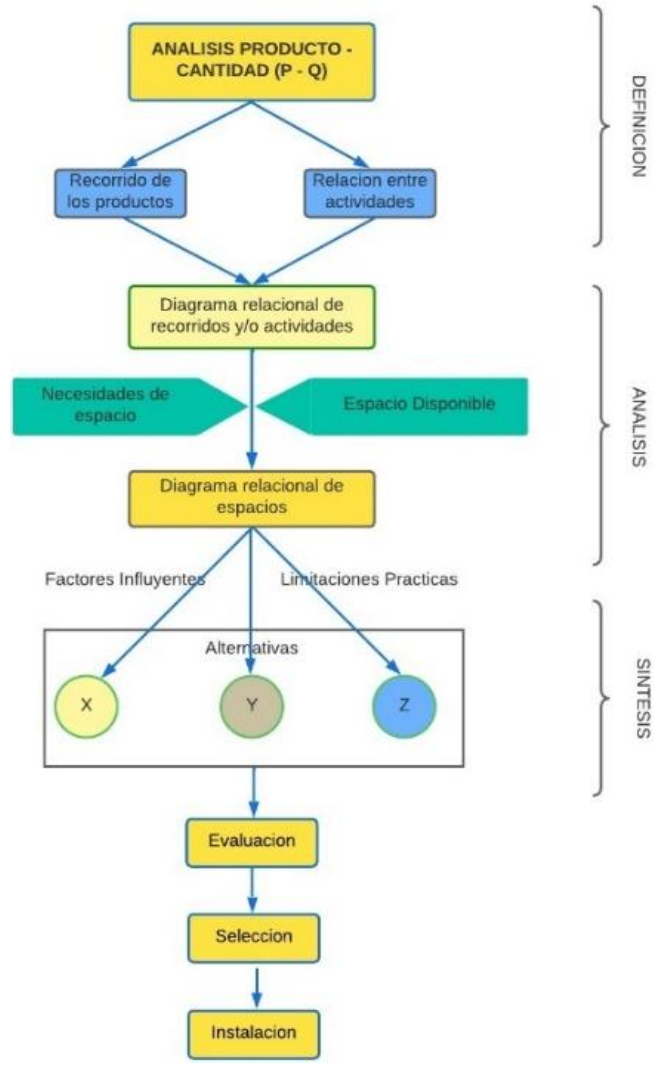 ANALISIS PRODUCTO -
CANTIDAD (P - Q)
DEFINICION
Recorrido de
los productos
Relacion entre
actividades
Diagrama relacional de
recorridos y/o actividades
Necesidades de
espacio
Espacio Disponible
ANALISIS
Diagrama relacional de
espacios
Factores Influyentes
Limitaciones Practicas
Alternativas
X
Y
Z
SINTESIS
Evaluacion
Seleccion
Instalacion